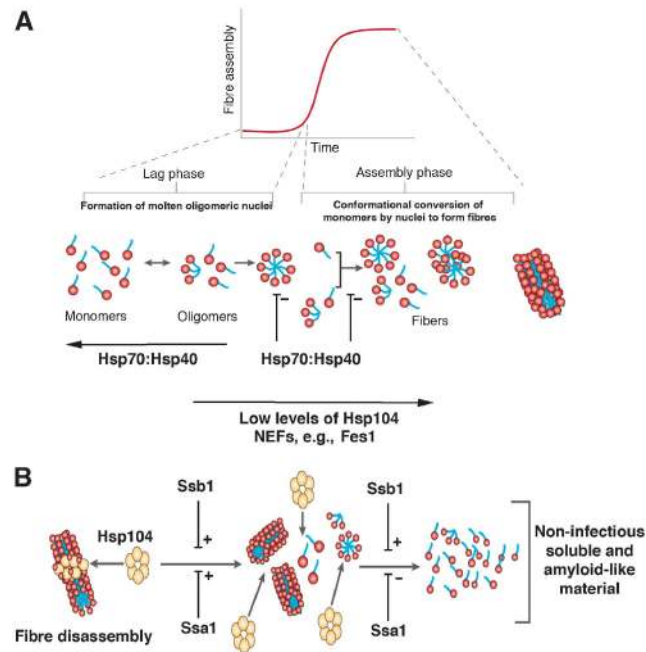 A
Fibre assembly
Time
Lag phase
Assembly phase
Formation of molten oligomeric nuclei
Conformational conversion of
monomers by nuclei to form fibres
Monomers
Oligomers
Fibers
−
−
Hsp70:Hsp40
Hsp70:Hsp40
Low levels of Hsp104
NEFs, e.g., Fes1
B
Ssb1
Ssb1
Hsp104
+
+
+
−
Non-infectious
soluble and
amyloid-like
material
Fibre disassembly
Ssa1
Ssa1